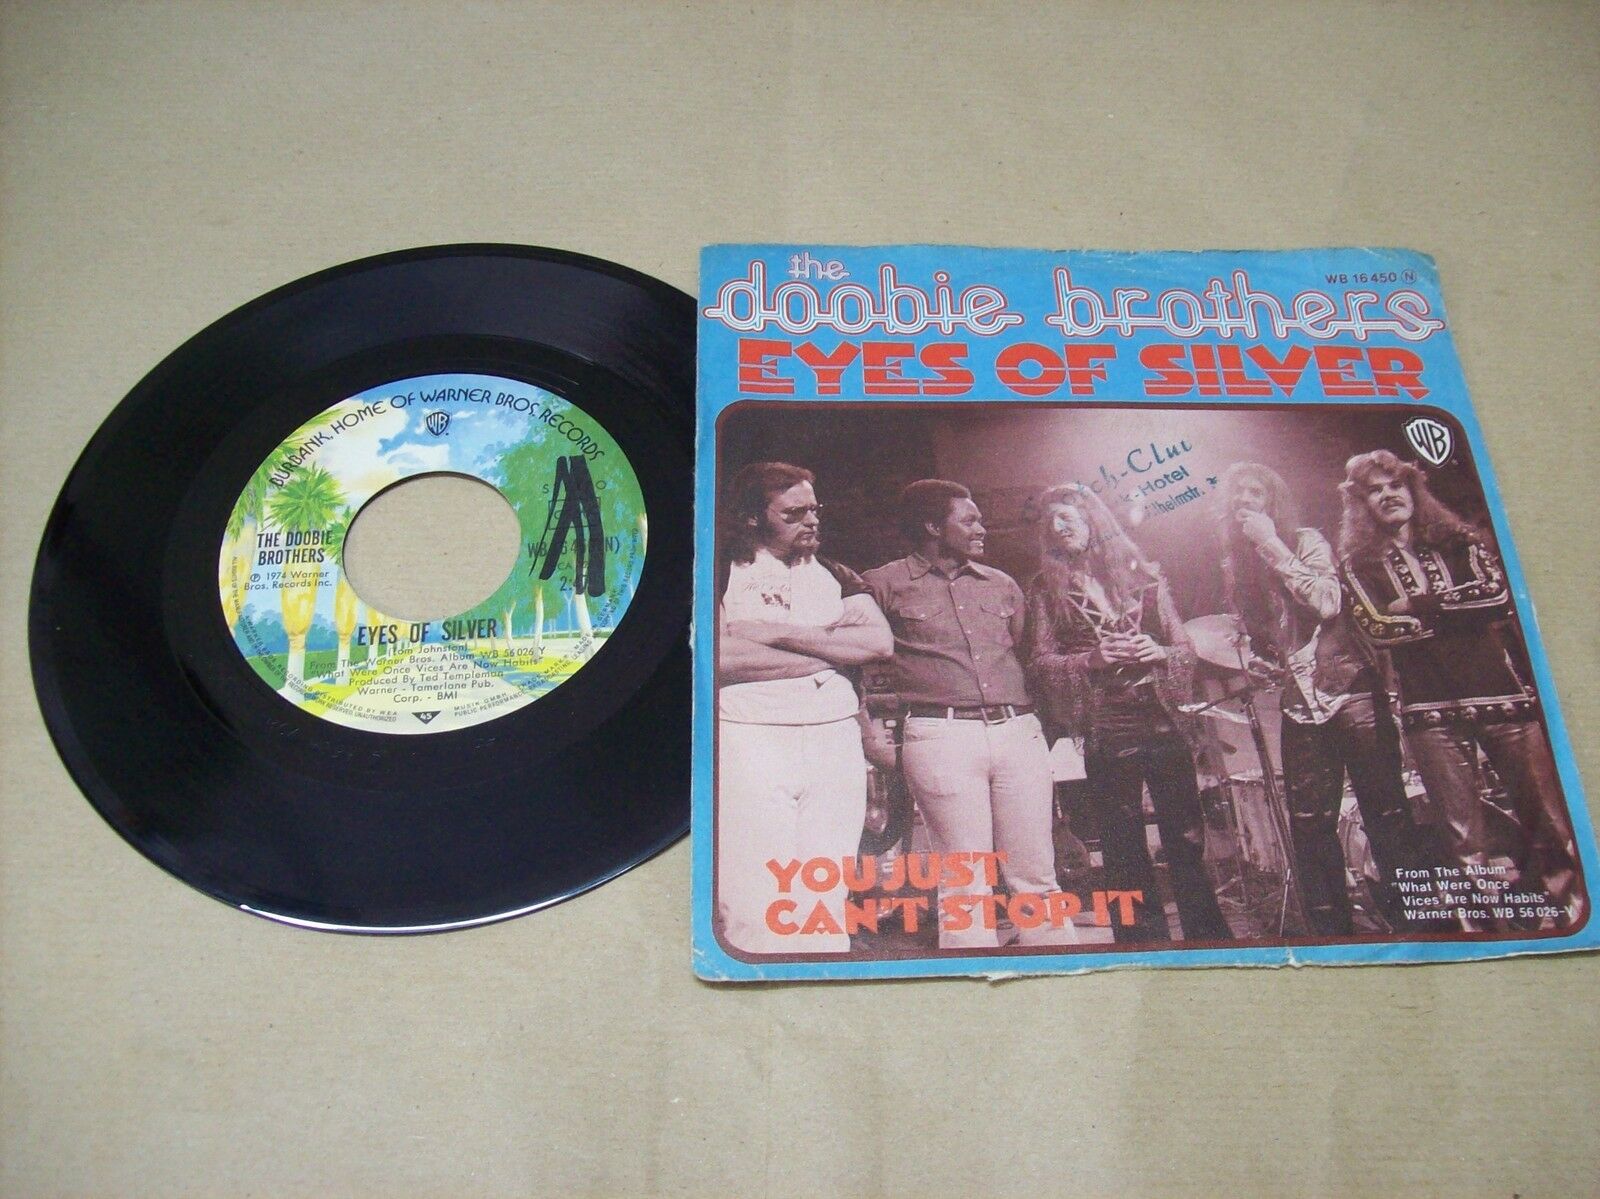 BURBANK, HOME OF WARNER BROS. RECORDS
WB
THE DOOBIE
BROTHERS
℗ 1974 Warner
Bros. Records Inc.
EYES OF SILVER
(Tom Johnston)
From The Warner Bros. Album WB 56 026 Y
"What Were Once Vices Are Now Habits"
Produced By Ted Templeman
Warner - Tamerlane Pub.
Corp. - BMI
45
the
doobie brothers
WB 16 450 N
EYES OF SILVER
WB
-Hotel
YOU JUST
CAN'T STOP IT
From The Album
"What Were Once
Vices Are Now Habits"
Warner Bros. WB 56 026-Y